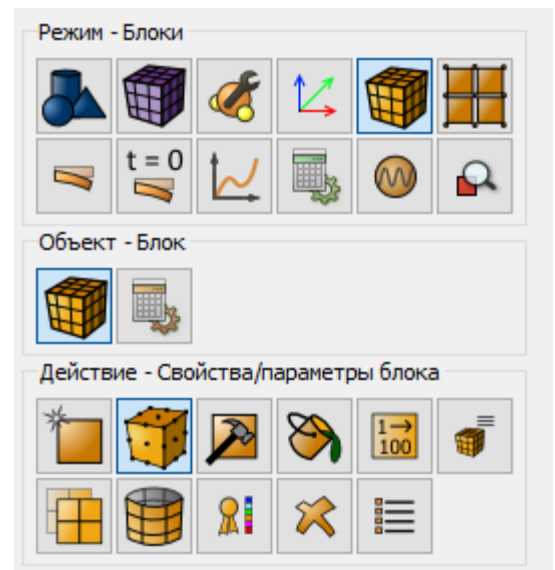 Режим - Блоки
t = 0
Объект - Блок
Действие - Свойства/параметры блока
1→
100